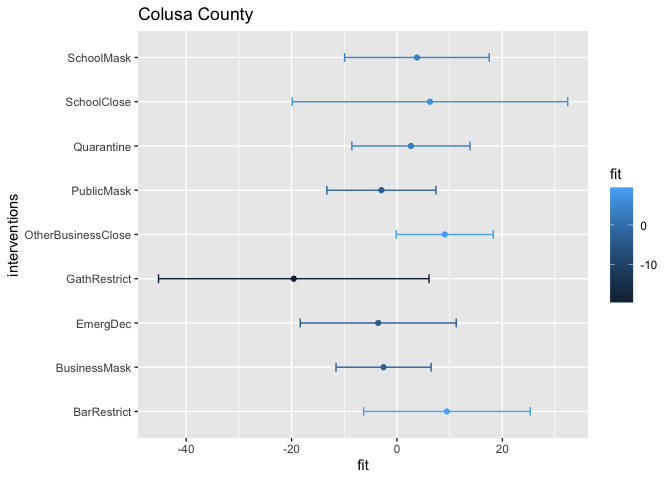 Colusa County
SchoolMask
SchoolClose
Quarantine
PublicMask
OtherBusinessClose
GathRestrict
EmergDec
BusinessMask
BarRestrict
interventions
-40 -20 0 20
fit
fit
0
-10